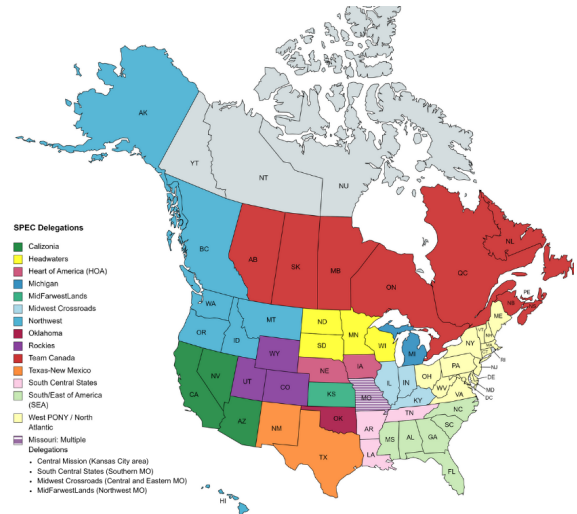 AK
YT
NT
NU
BC
AB
SK
MB
ON
QC
NL
PE
NB
SPEC Delegations
Calizonia
Headwaters
Heart of America (HOA)
Michigan
MidFarwestLands
Midwest Crossroads
Northwest
Oklahoma
Rockies
Team Canada
Texas-New Mexico
South Central States
South/East of America
(SEA)
West PONY / North
Atlantic
Missouri: Multiple
Delegations
• Central Mission (Kansas City area)
• South Central States (Southern MO)
• Midwest Crossroads (Central and Eastern MO)
• MidFarwestLands (Northwest MO)
WA
OR
ID
MT
WY
NV
CA
UT
CO
AZ
NM
ND
SD
MN
WI
MI
NE
IA
KS
MO
OK
TX
IL
IN
KY
OH
WV
VA
PA
NY
ME
NH
RI
NJ
DE
MD
DC
TN
NC
SC
AR
LA
MS
AL
GA
FL
HI